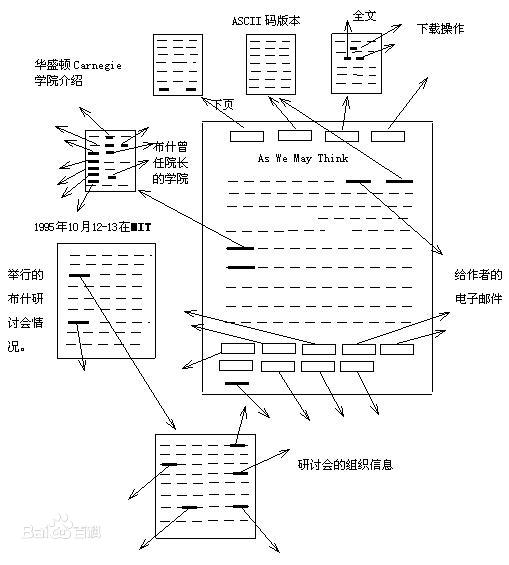 ASCII 码版本
全文
下载操作
华盛顿 Carnegie
学院介绍
下页
布什曾
任院长
的学院
As We May Think
1995年10月12-13在MIT
举行的
布什研
讨会情
况。
给作者的
电子邮件
研讨会的组织信息
Bai百科